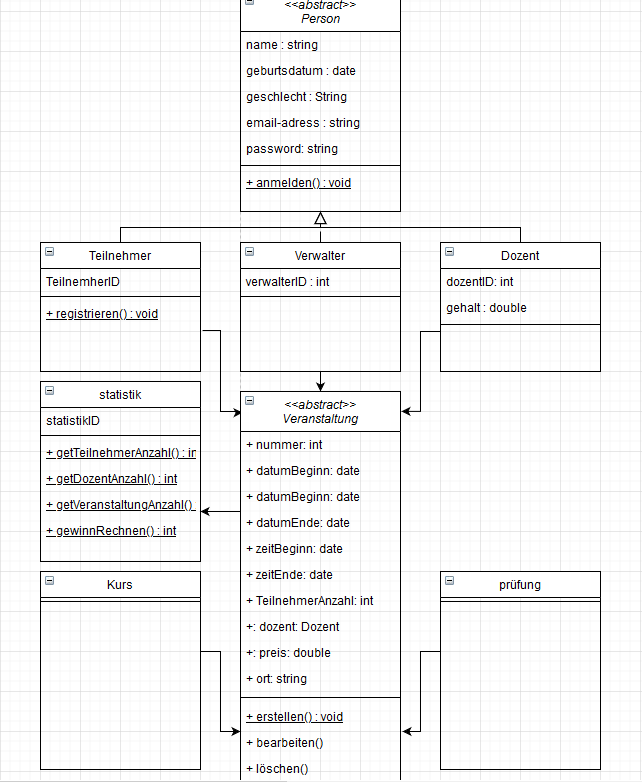 <<abstract>>
Person
name : string
geburtsdatum : date
geschlecht : String
email-adress : string
password: string
+ anmelden() : void
Teilnehmer
TeilnemherID
+ registrieren() : void
Verwalter
verwalterID : int
Dozent
dozentID: int
gehalt : double
statistik
statistikID
+ getTeilnehmerAnzahl() : in
+ getDozentAnzahl() : int
+ getVeranstaltungAnzahl()
+ gewinnRechnen() : int
<<abstract>>
Veranstaltung
+ nummer: int
+ datumBeginn: date
+ datumBeginn: date
+ datumEnde: date
+ zeitBeginn: date
+ zeitEnde: date
+ TeilnehmerAnzahl: int
+: dozent: Dozent
+: preis: double
+ ort: string
+ erstellen() : void
+ bearbeiten()
+ löschen()
Kurs
prüfung